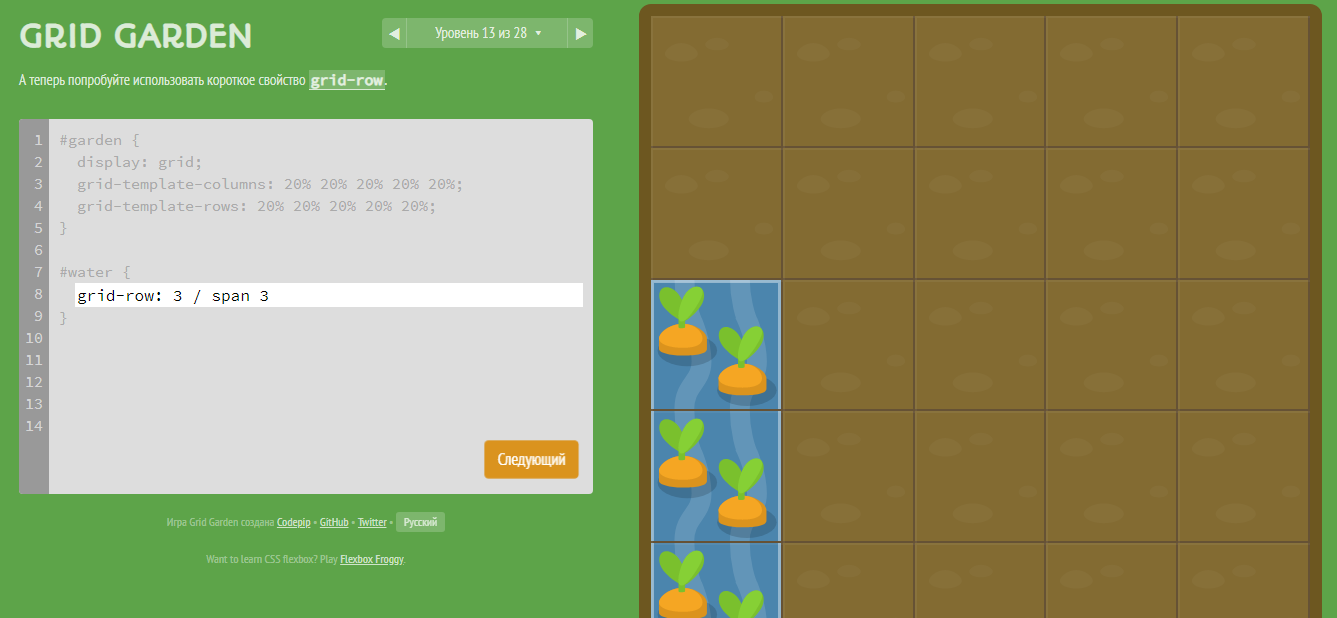 GRID GARDEN
◀ Уровень 13 из 28 ▾ ▶
А теперь попробуйте использовать короткое свойство grid-row.
1 #garden {
2 display: grid;
3 grid-template-columns: 20% 20% 20% 20% 20%;
4 grid-template-rows: 20% 20% 20% 20% 20%;
5 }
6
7 #water {
8 grid-row: 3 / span 3
9 }
10
11
12
13
14
Следующий
Игра Grid Garden создана Codepip • GitHub • Twitter • Русский
Want to learn CSS flexbox? Play Flexbox Froggy.